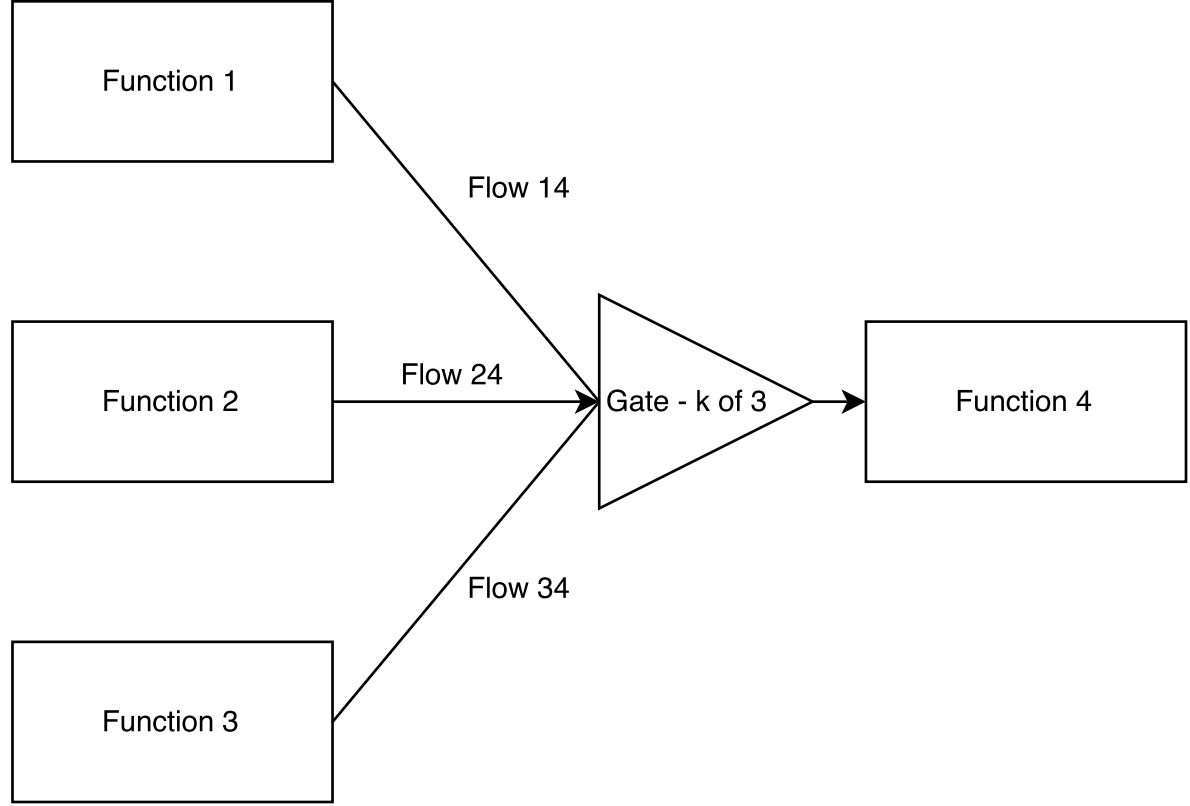 Function 1
Flow 14
Flow 24
Function 2
Gate - k of 3
Function 4
Flow 34
Function 3